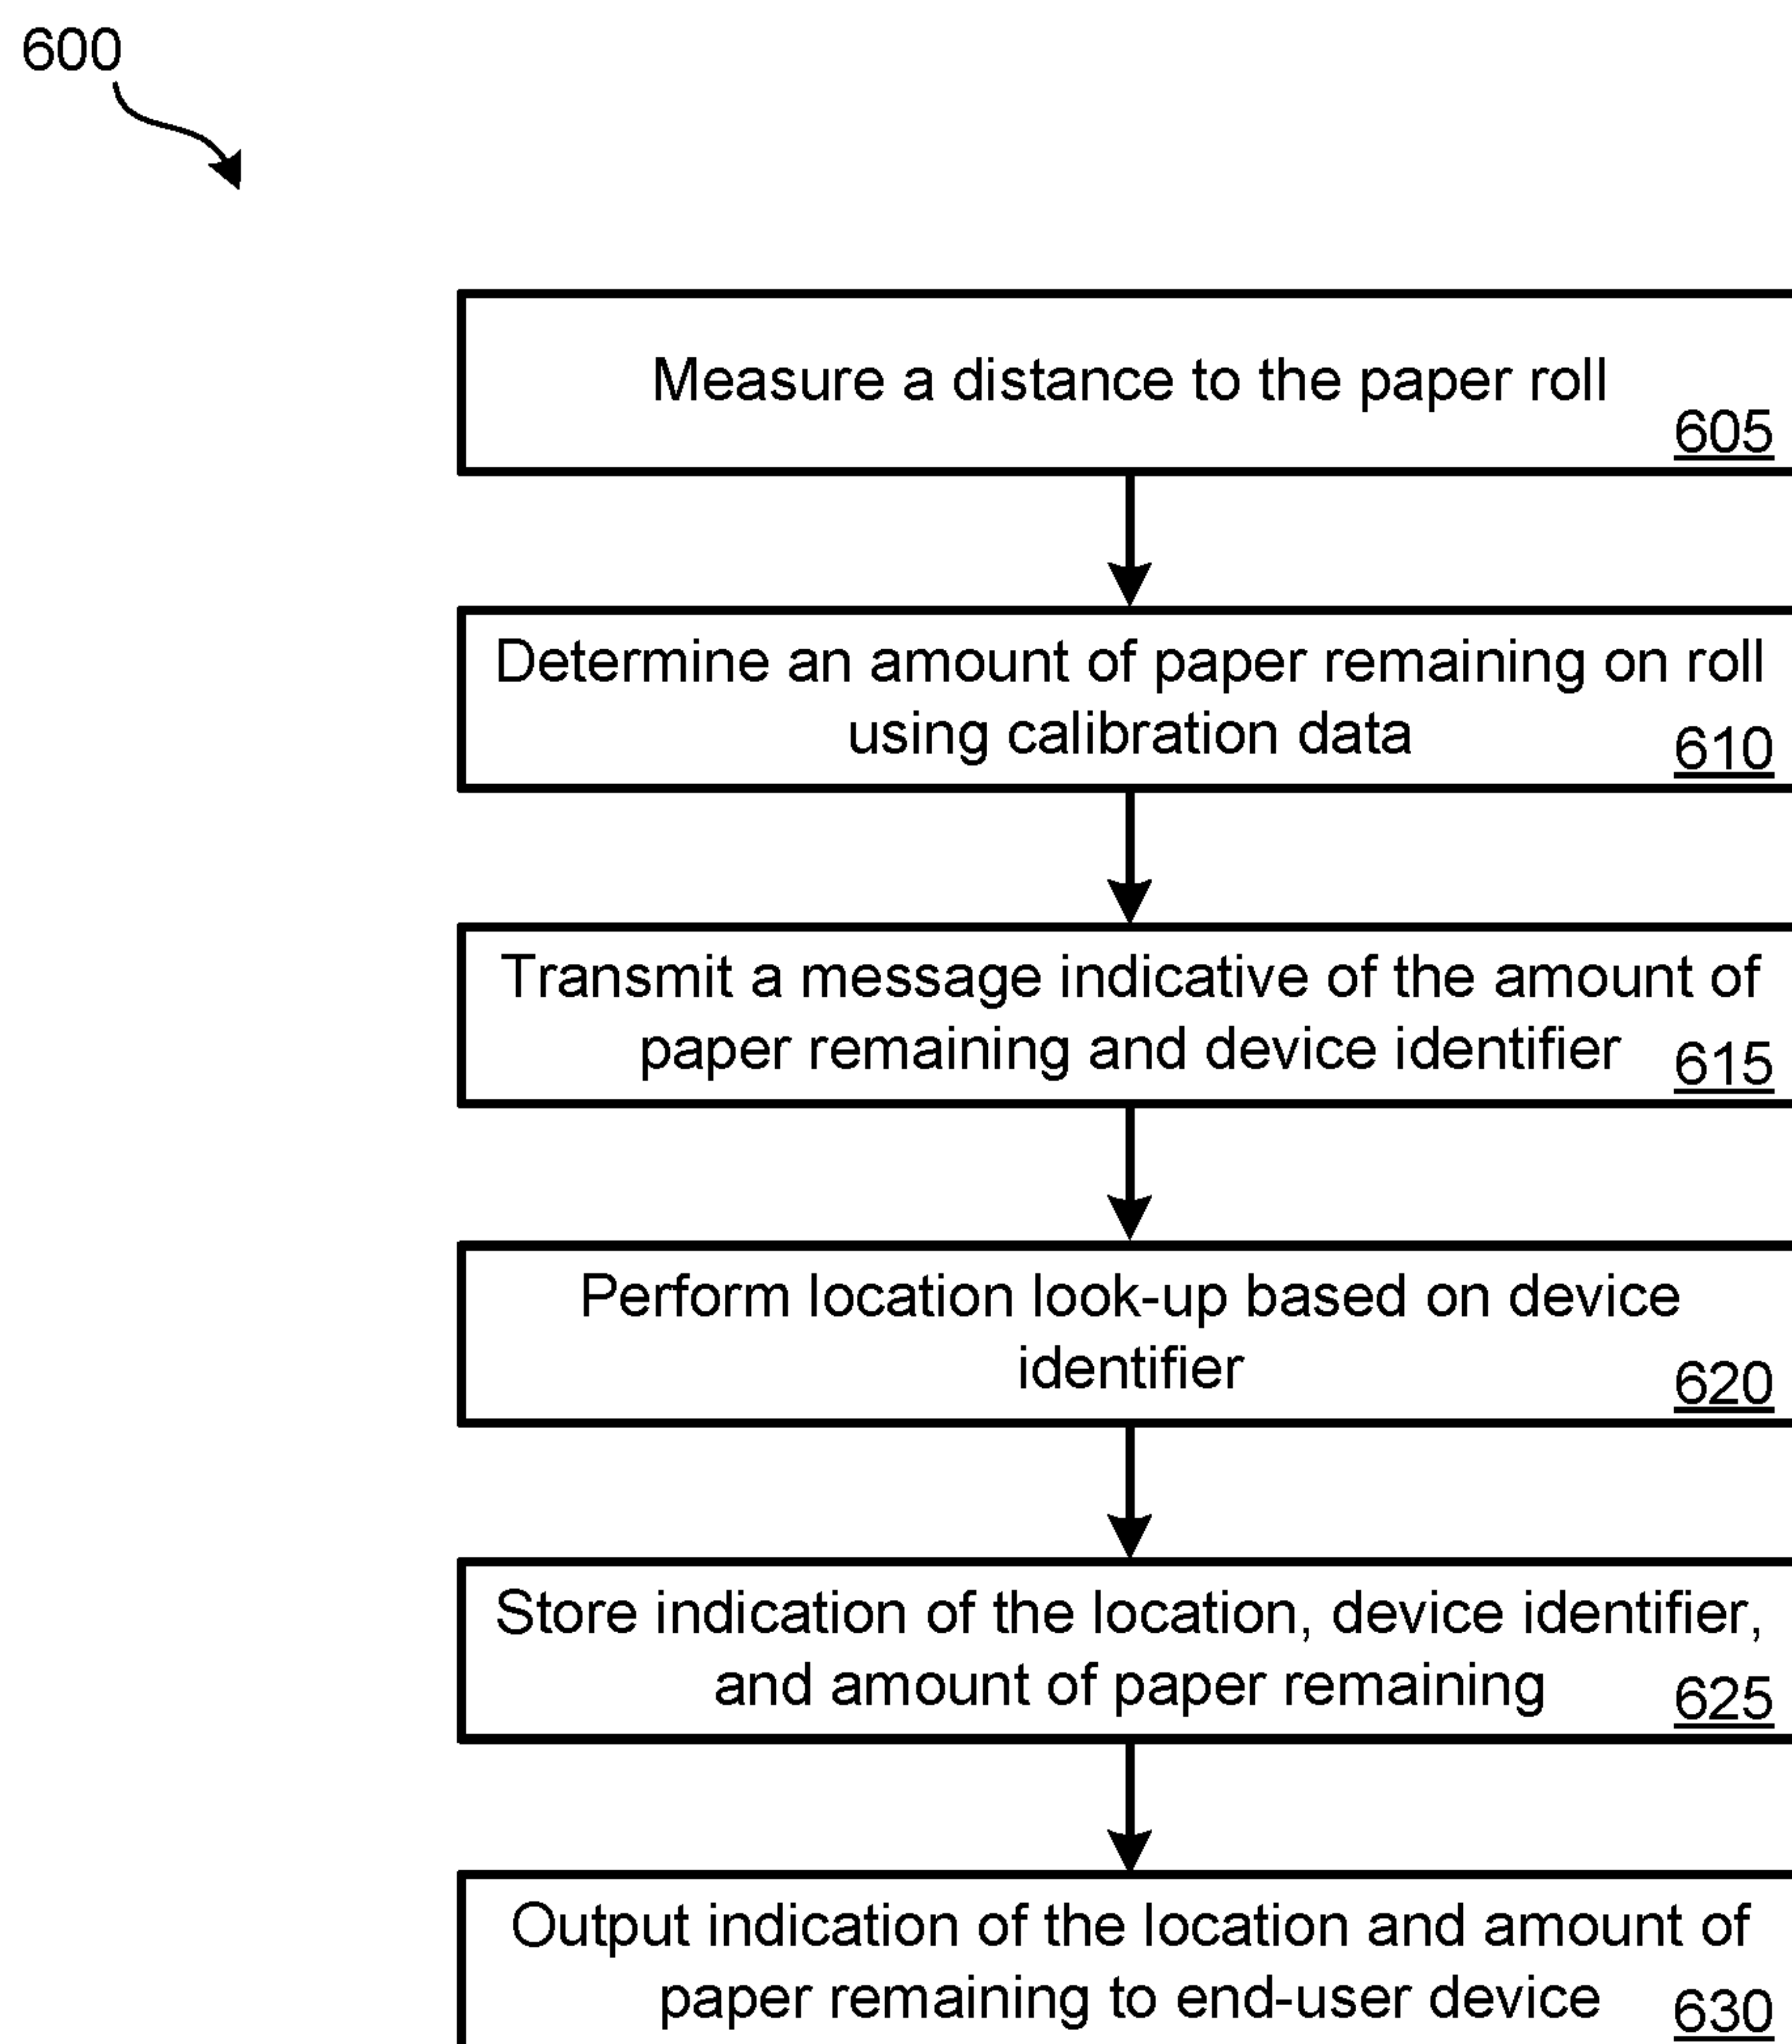 600
Measure a distance to the paper roll
605
Determine an amount of paper remaining on roll
using calibration data
610
Transmit a message indicative of the amount of
paper remaining and device identifier
615
Perform location look-up based on device
identifier
620
Store indication of the location, device identifier,
and amount of paper remaining
625
Output indication of the location and amount of
paper remaining to end-user device
630